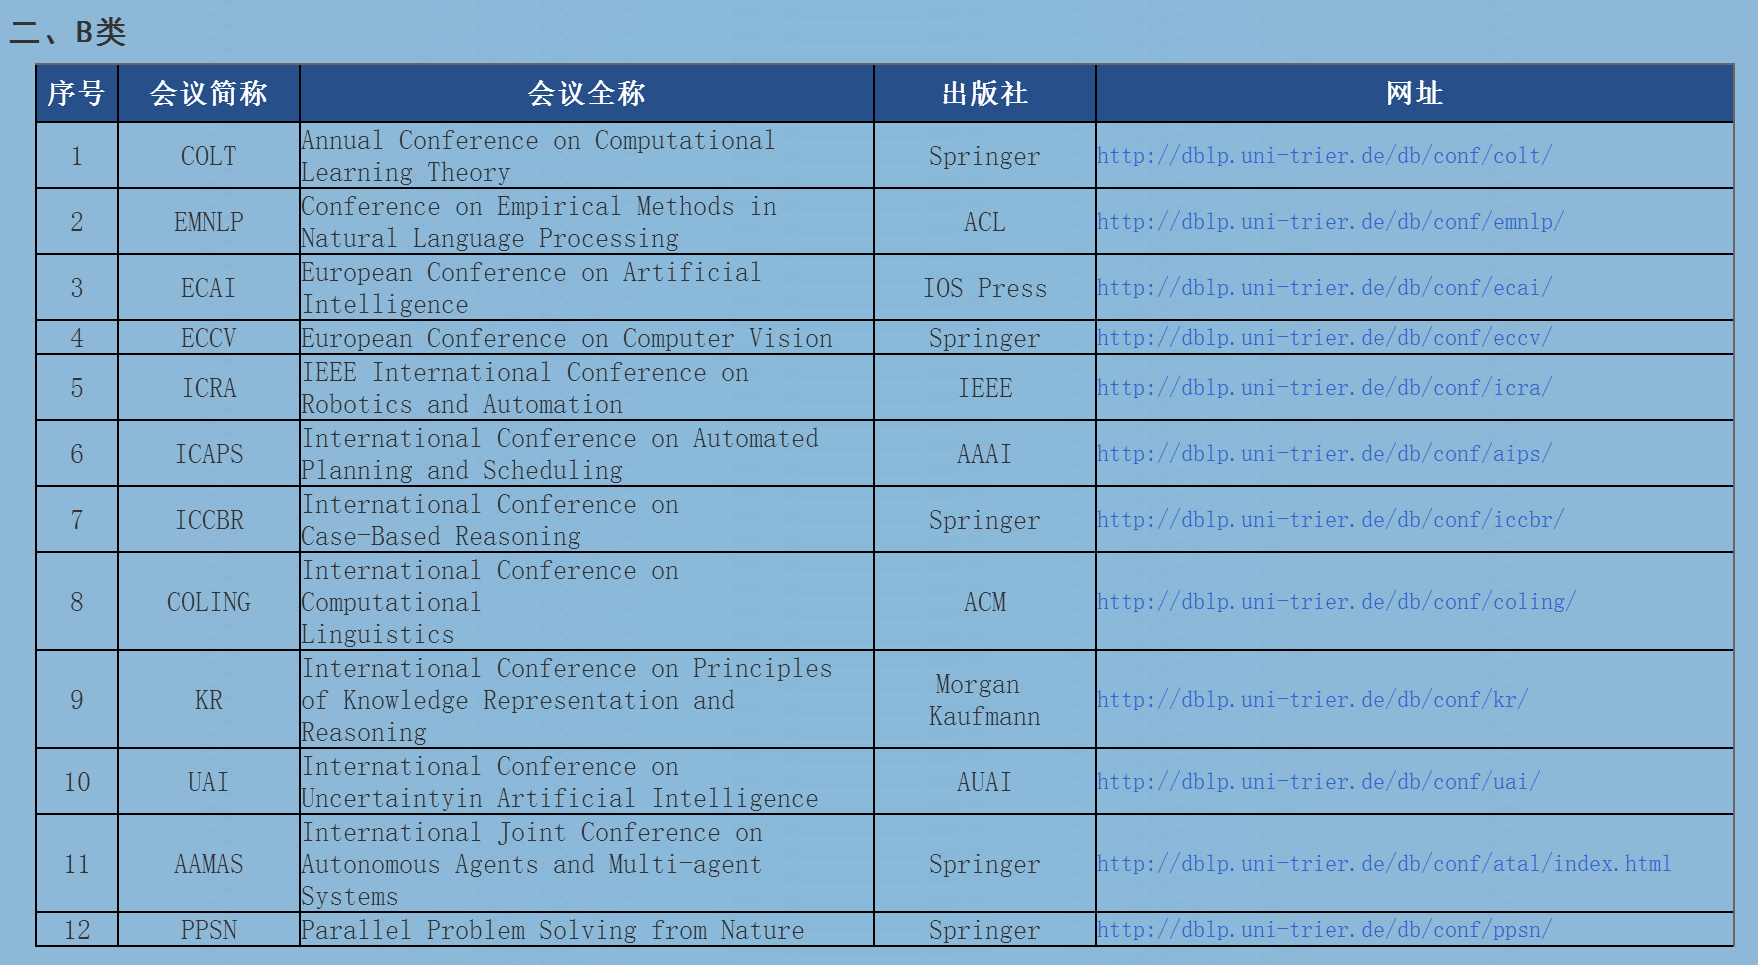 二、B类
序号 会议简称 会议全称 出版社 网址
1 COLT Annual Conference on Computational
Learning Theory Springer http://dblp.uni-trier.de/db/conf/colt/
2 EMNLP Conference on Empirical Methods in
Natural Language Processing ACL http://dblp.uni-trier.de/db/conf/emnlp/
3 ECAI European Conference on Artificial
Intelligence IOS Press http://dblp.uni-trier.de/db/conf/ecai/
4 ECCV European Conference on Computer Vision Springer http://dblp.uni-trier.de/db/conf/eccv/
5 ICRA IEEE International Conference on
Robotics and Automation IEEE http://dblp.uni-trier.de/db/conf/icra/
6 ICAPS International Conference on Automated
Planning and Scheduling AAAI http://dblp.uni-trier.de/db/conf/aips/
7 ICCBR International Conference on
Case-Based Reasoning Springer http://dblp.uni-trier.de/db/conf/iccbr/
8 COLING International Conference on
Computational
Linguistics ACM http://dblp.uni-trier.de/db/conf/coling/
9 KR International Conference on Principles
of Knowledge Representation and
Reasoning Morgan
Kaufmann http://dblp.uni-trier.de/db/conf/kr/
10 UAI International Conference on
Uncertaintyin Artificial Intelligence AUAI http://dblp.uni-trier.de/db/conf/uai/
11 AAMAS International Joint Conference on
Autonomous Agents and Multi-agent
Systems Springer http://dblp.uni-trier.de/db/conf/atal/index.html
12 PPSN Parallel Problem Solving from Nature Springer http://dblp.uni-trier.de/db/conf/ppsn/